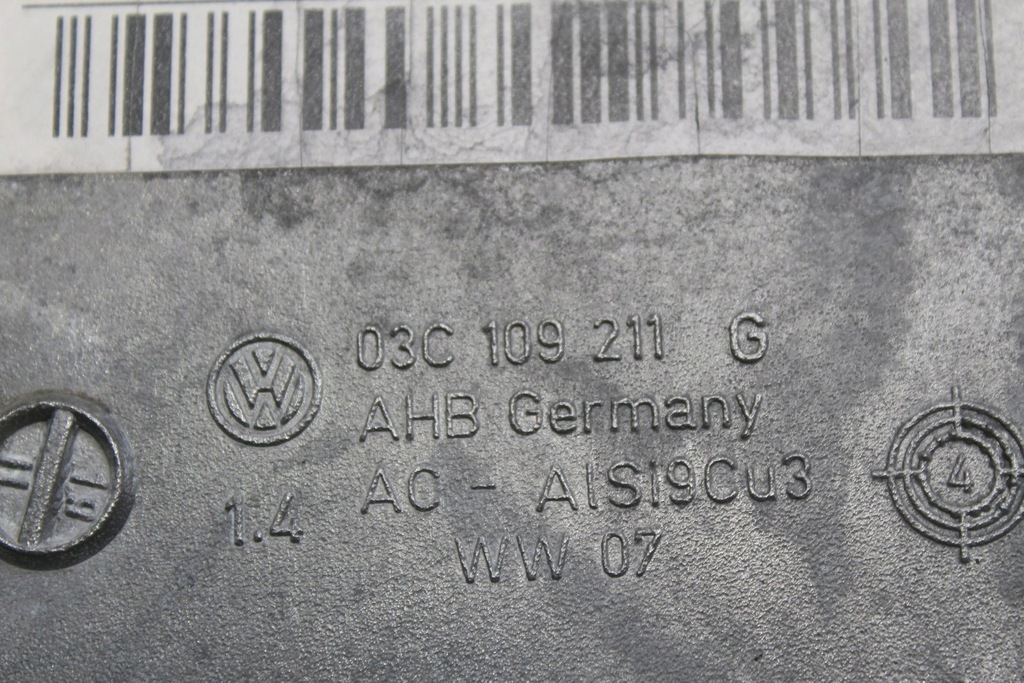 03C 109 211 G
AHB Germany
AC - AlSi9Cu3
1.4
WW 07
4